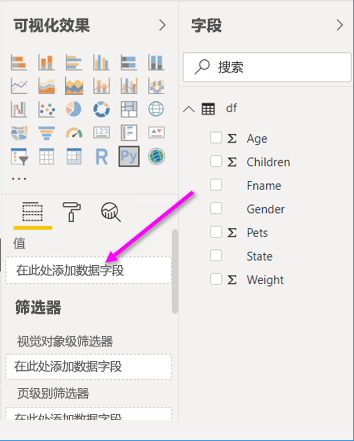 可视化效果
R
Py
123
...
值
在此处添加数据字段
筛选器
视觉对象级筛选器
在此处添加数据字段
页级别筛选器
在此处添加数据字段
字段
搜索
df
Σ Age
Σ Children
Fname
Gender
Σ Pets
State
Σ Weight